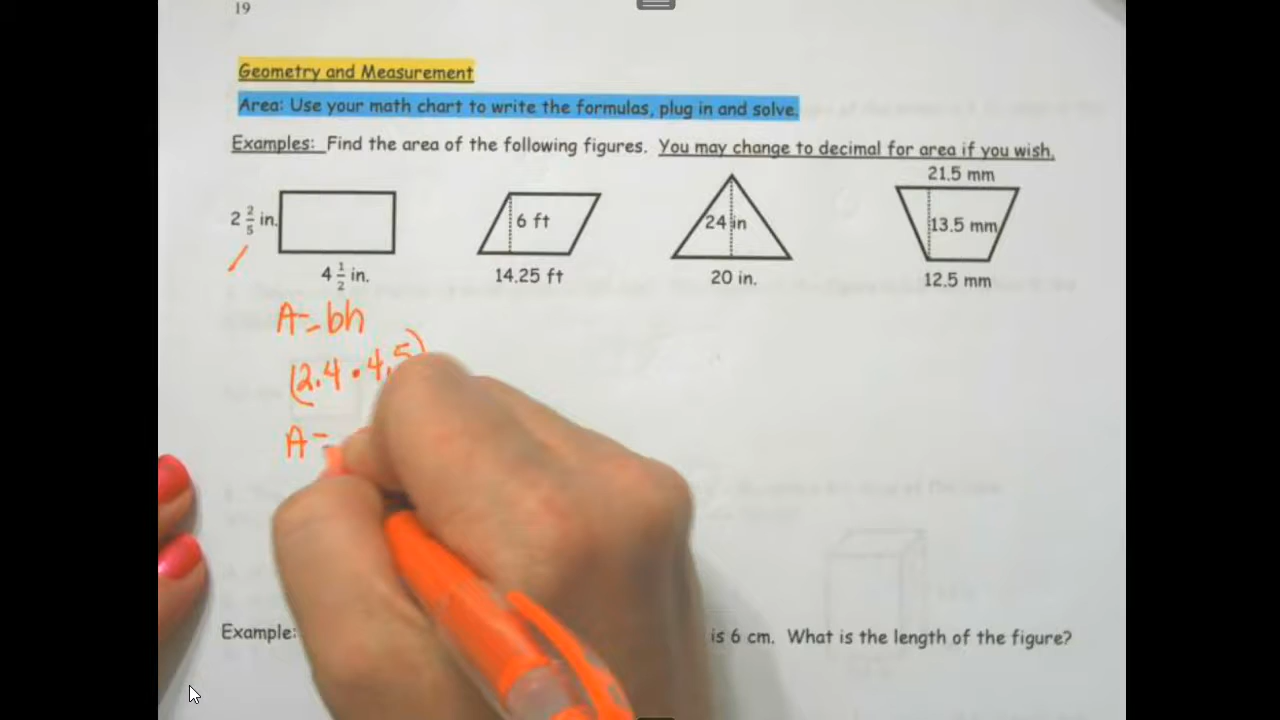 19
Geometry and Measurement
Area: Use your math chart to write the formulas, plug in and solve.
Examples: Find the area of the following figures. You may change to decimal for area if you wish.
21.5 mm
2 2/5 in.
6 ft
24 in
13.5 mm
4 1/2 in.
14.25 ft
20 in.
12.5 mm
A=bh
(2.4 • 4.5)
A=
Example: is 6 cm. What is the length of the figure?